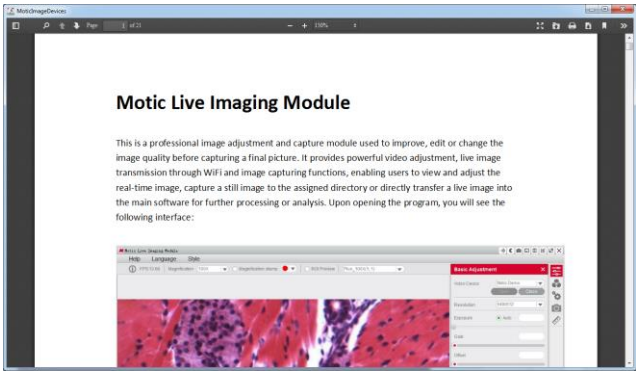 MoticImageDevices
Page 1 of 21 150%
Motic Live Imaging Module
This is a professional image adjustment and capture module used to improve, edit or change the
image quality before capturing a final picture. It provides powerful video adjustment, live image
transmission through WiFi and image capturing functions, enabling users to view and adjust the
real-time image, capture a still image to the assigned directory or directly transfer a live image into
the main software for further processing or analysis. Upon opening the program, you will see the
following interface:
Motic Live Imaging Module
Help Language Style
Magnification
Basic Adjustment
Video Device
Resolution
Exposure Auto
Gain
Offset